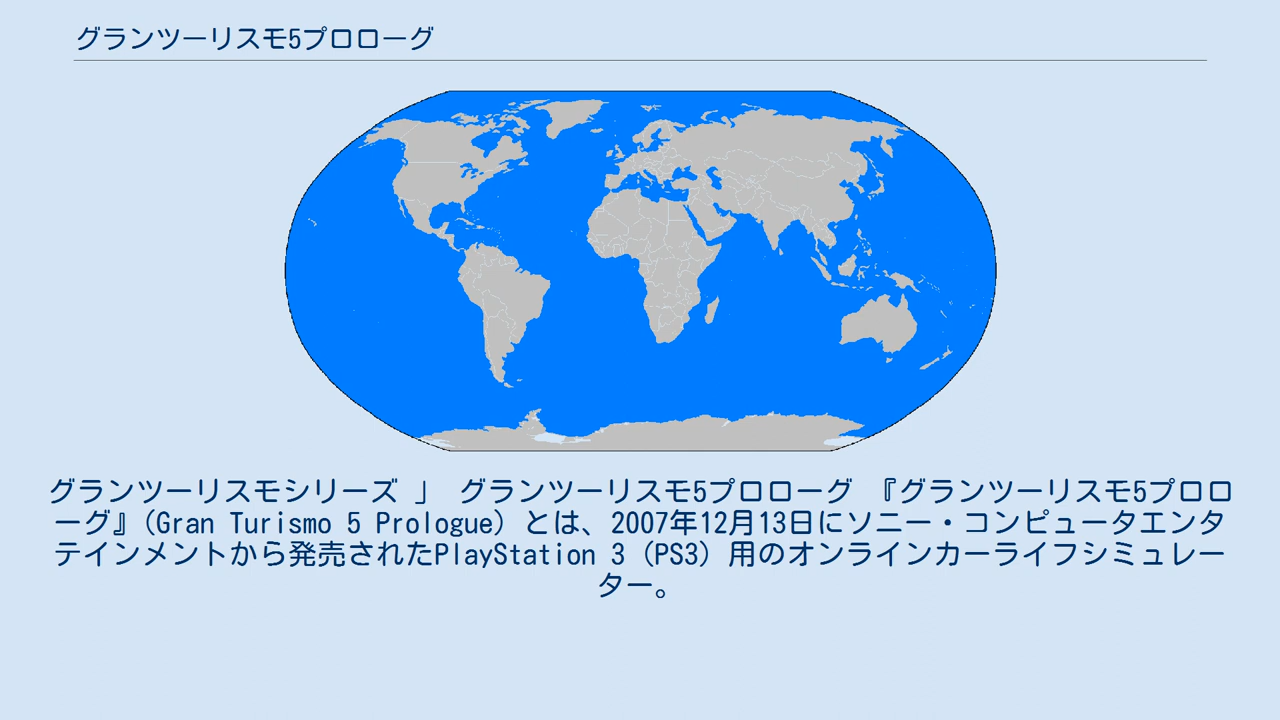 グランツーリスモ5プロローグ
グランツーリスモシリーズ 」 グランツーリスモ5プロローグ 『グランツーリスモ5プロロ
ーグ』(Gran Turismo 5 Prologue) とは、2007年12月13日にソニー・コンピュータエンタ
テインメントから発売されたPlayStation 3 (PS3) 用のオンラインカーライフシミュレー
ター。